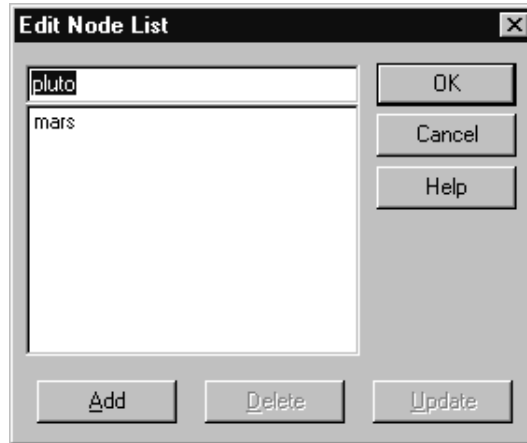 Edit Node List
pluto
OK
mars
Cancel
Help
Add
Delete
Update